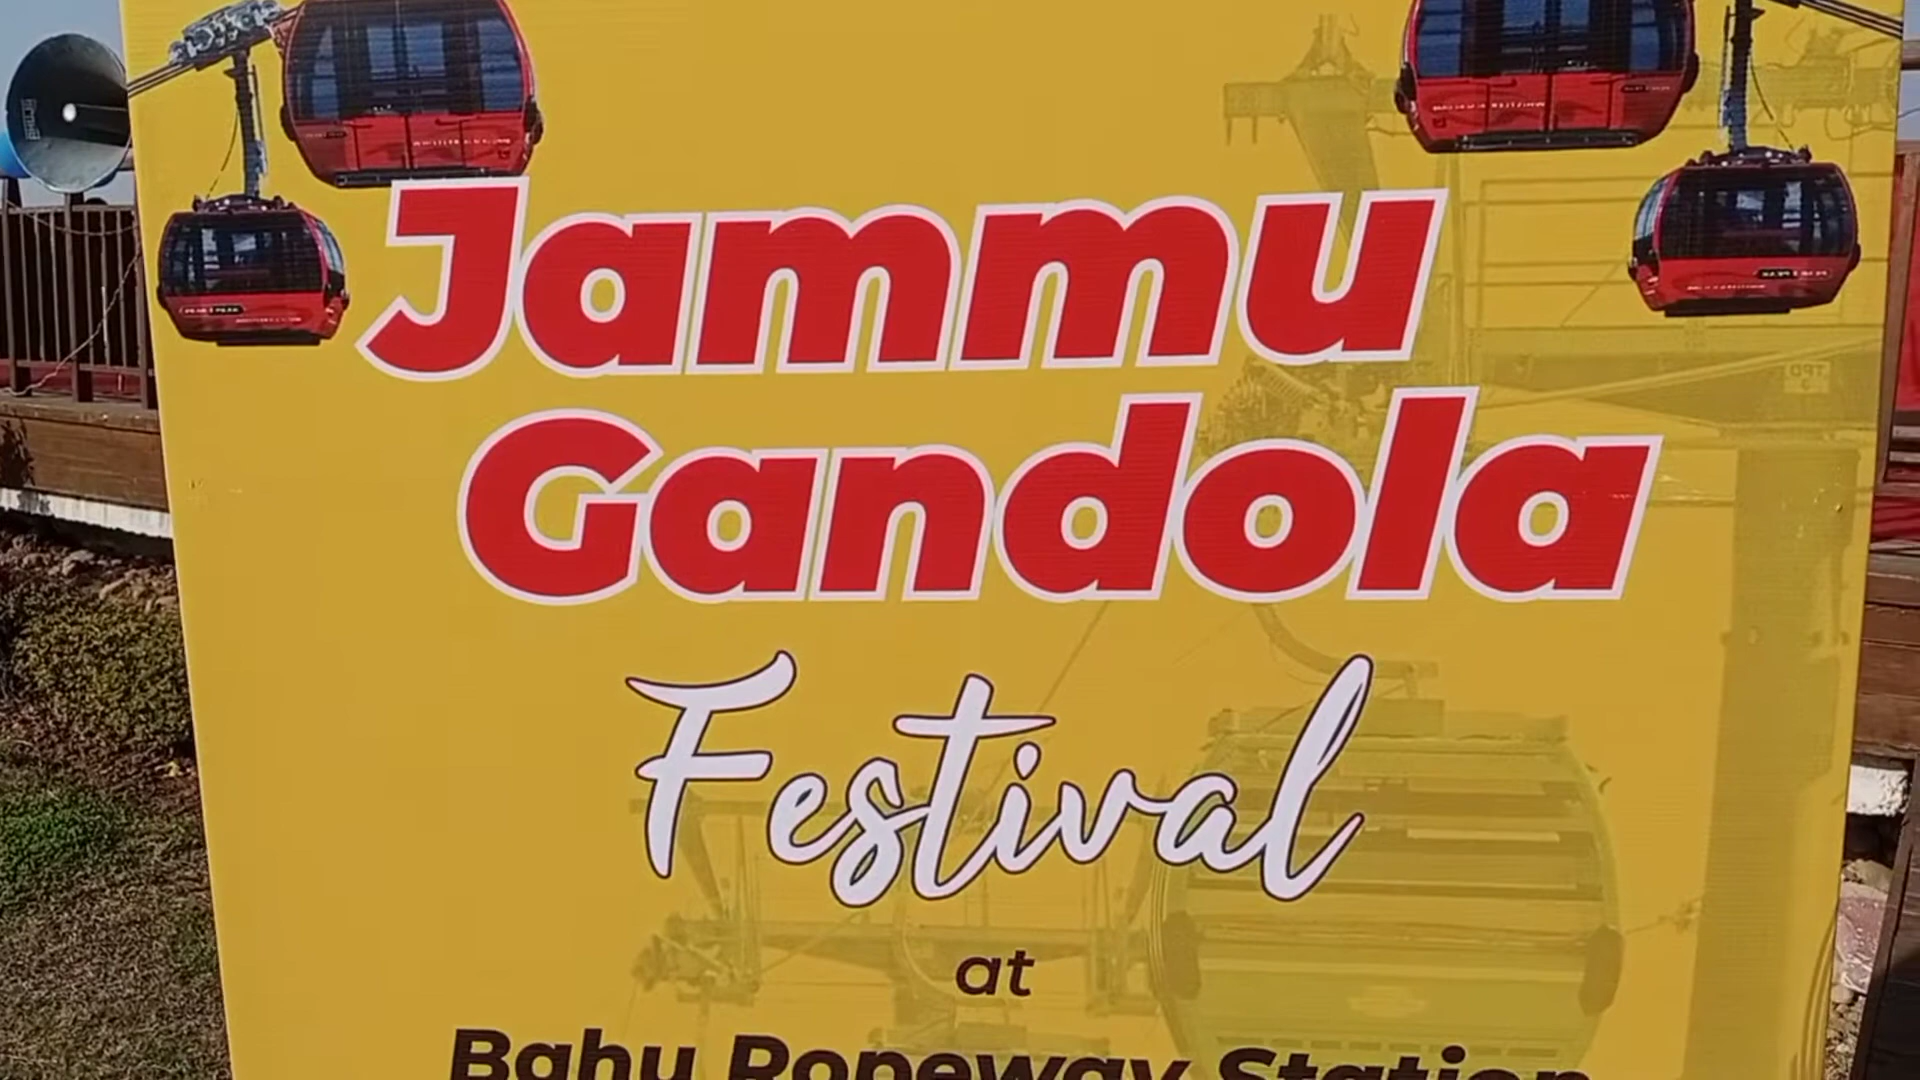 Jammu
Gandola
Festival
at
Bahu Ropeway Station